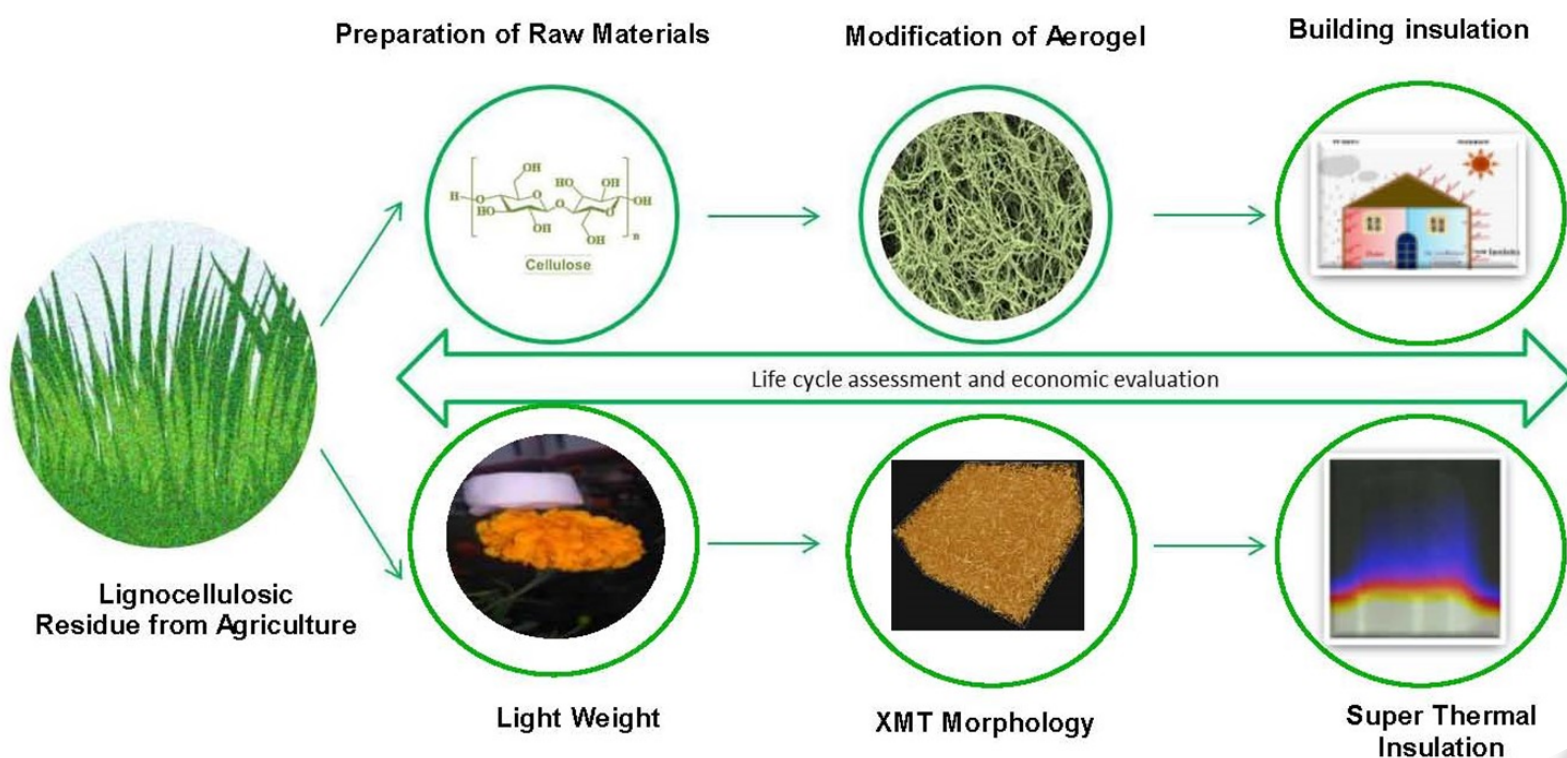 Preparation of Raw Materials
Modification of Aerogel
Building insulation
OH
O
HO
OH
H
O
OH
HO
O
OH
O
OH
OH
n
Cellulose
Life cycle assessment and economic evaluation
Lignocellulosic
Residue from Agriculture
Light Weight
XMT Morphology
Super Thermal
Insulation